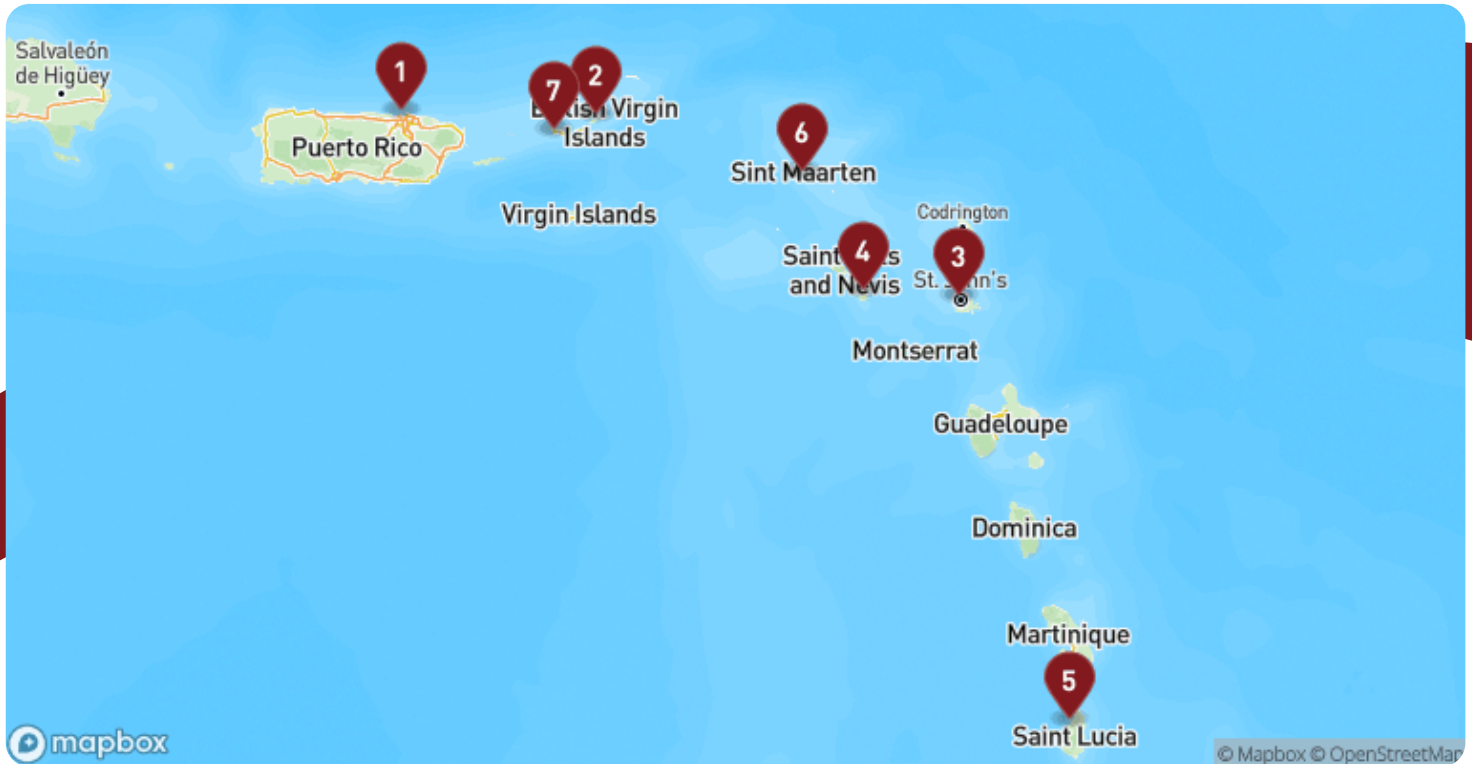 Salvaleón
de Higüey
1
7
2
Virgin
Islands
Puerto Rico
6
Sint Maarten
Virgin Islands
Codrington
4
3
and Nevis
Montserrat
Guadeloupe
Dominica
Martinique
5
Saint Lucia
mapbox
© Mapbox © OpenStreetMap